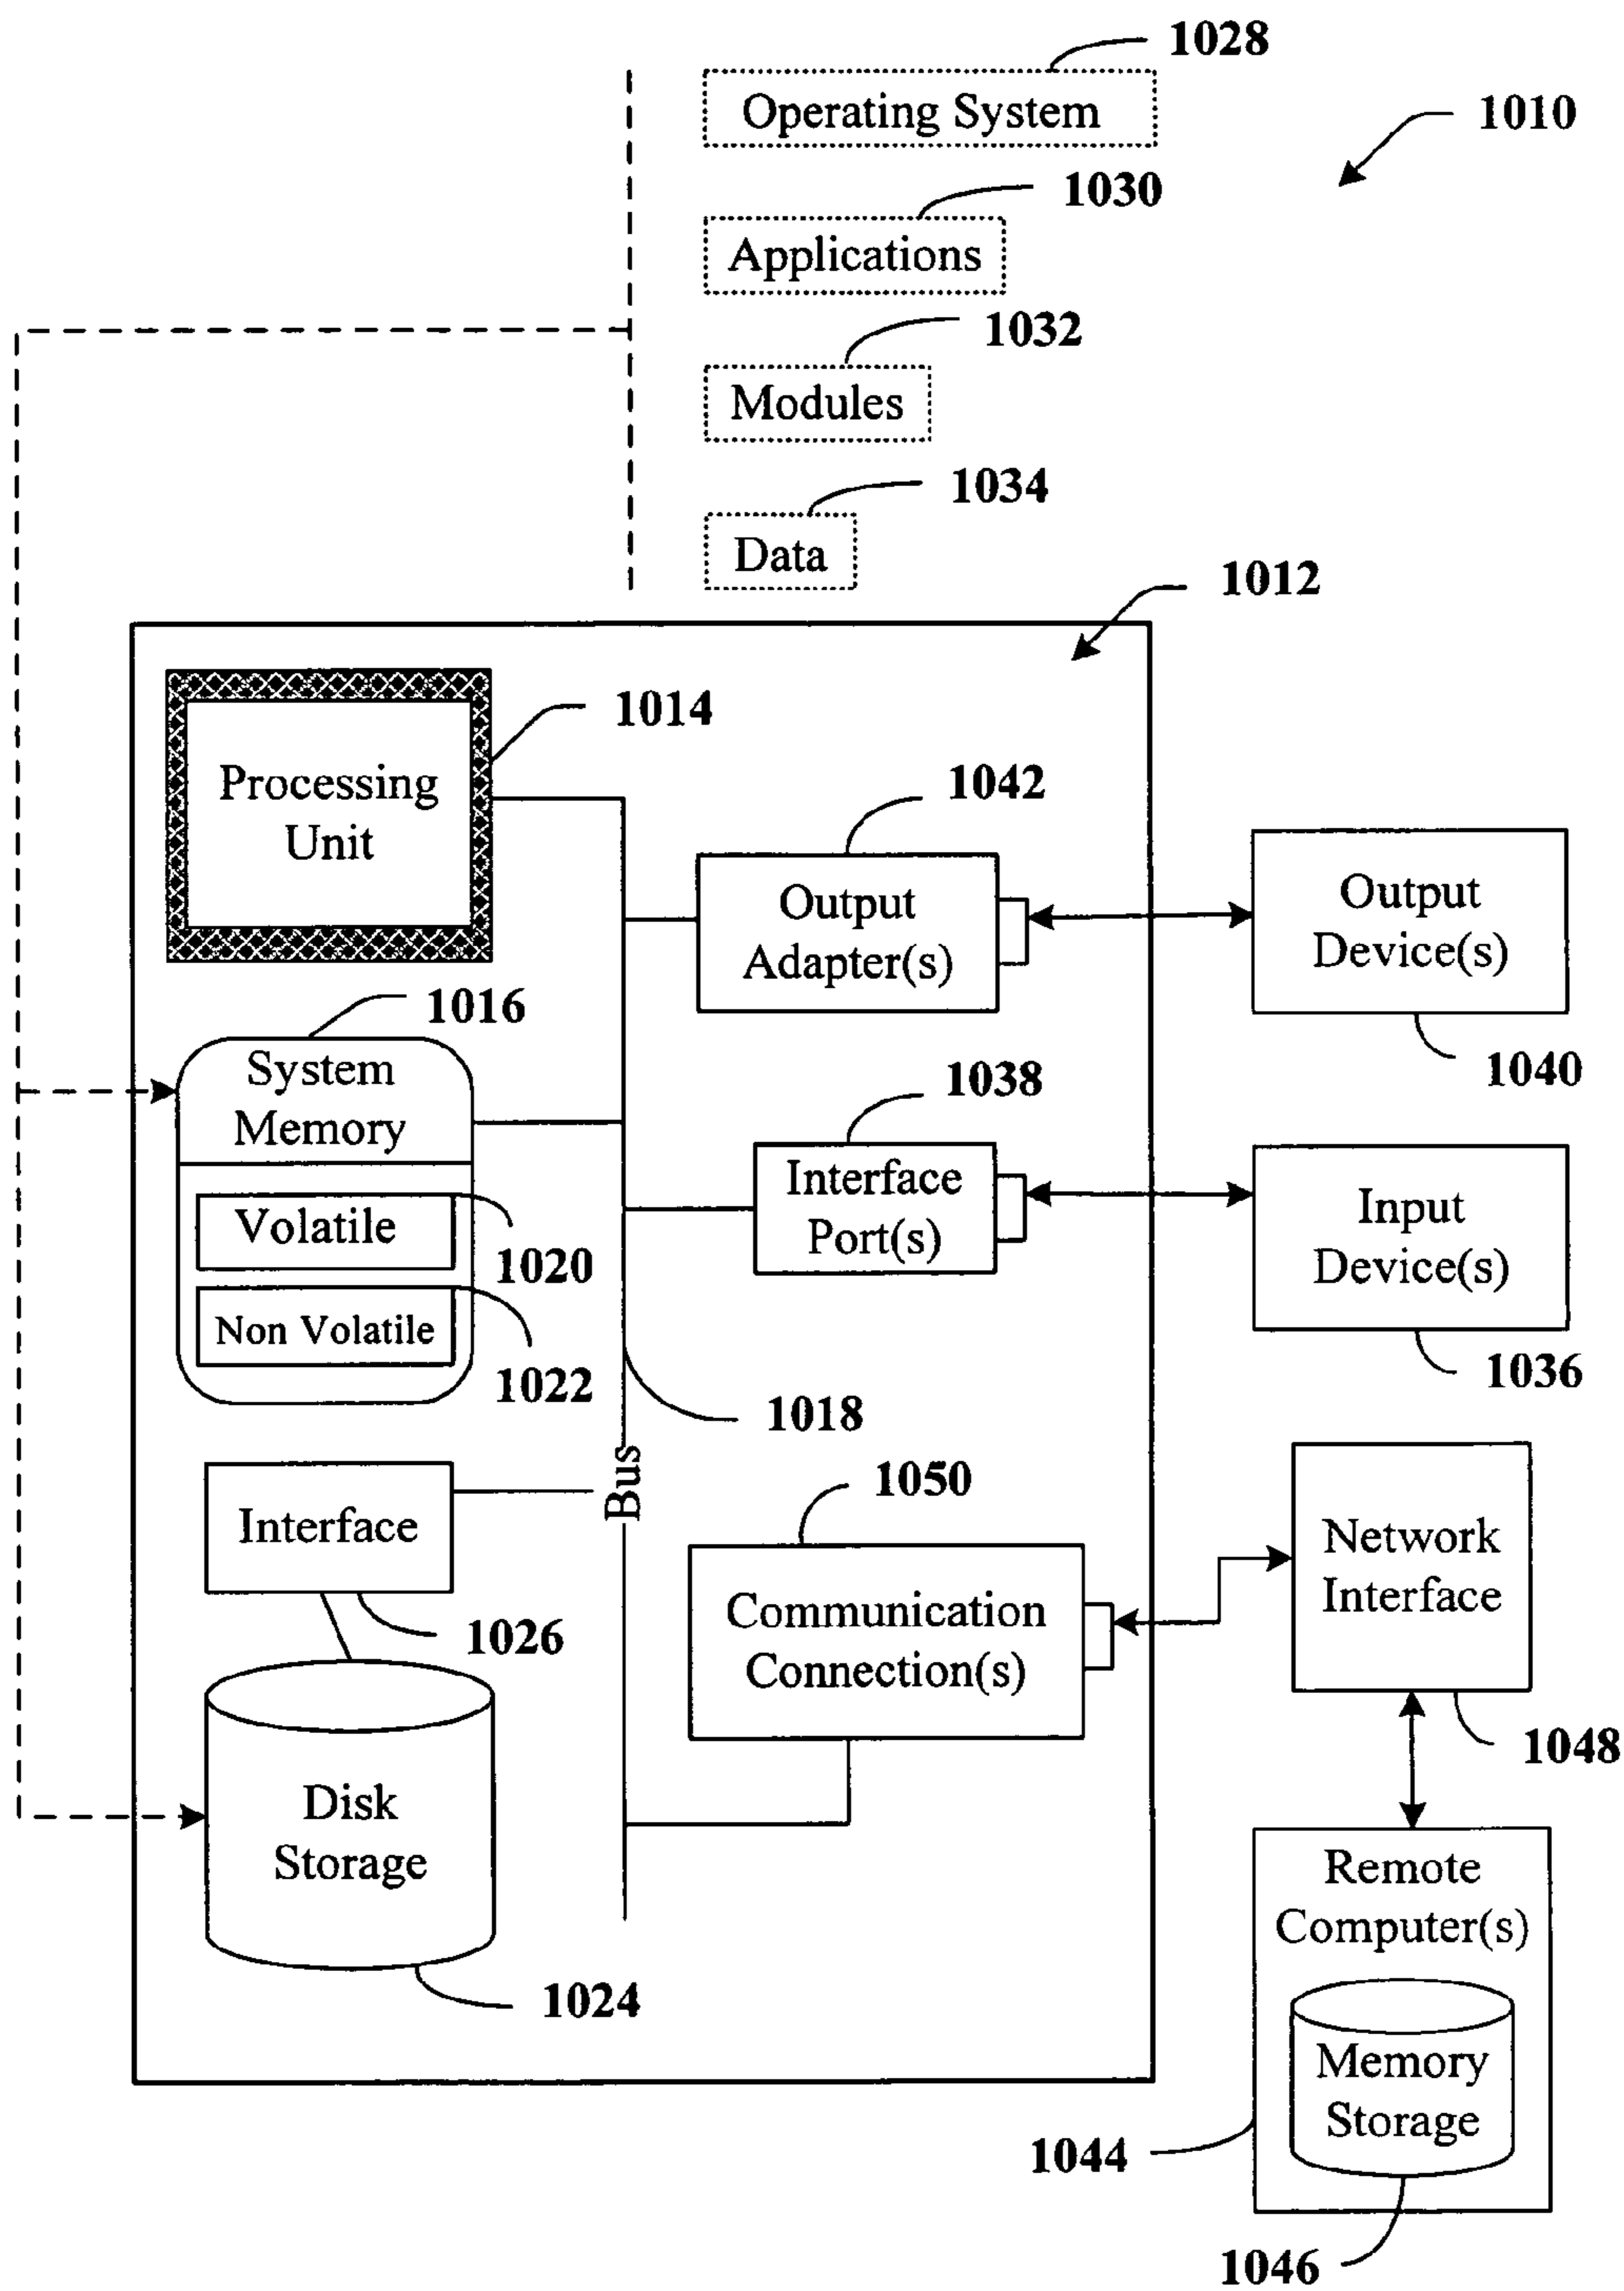 1028
Operating System
1010
1030
Applications
1032
Modules
1034
Data
1012
1014
Processing
Unit
1042
Output
Adapter(s)
Output
Device(s)
1040
1016
System
Memory
1038
Interface
Port(s)
Input
Device(s)
1036
Volatile
1020
Non Volatile
1022
1018
Bus
Interface
1026
1050
Communication
Connection(s)
Network
Interface
1048
Disk
Storage
1024
Remote
Computer(s)
Memory
Storage
1044
1046